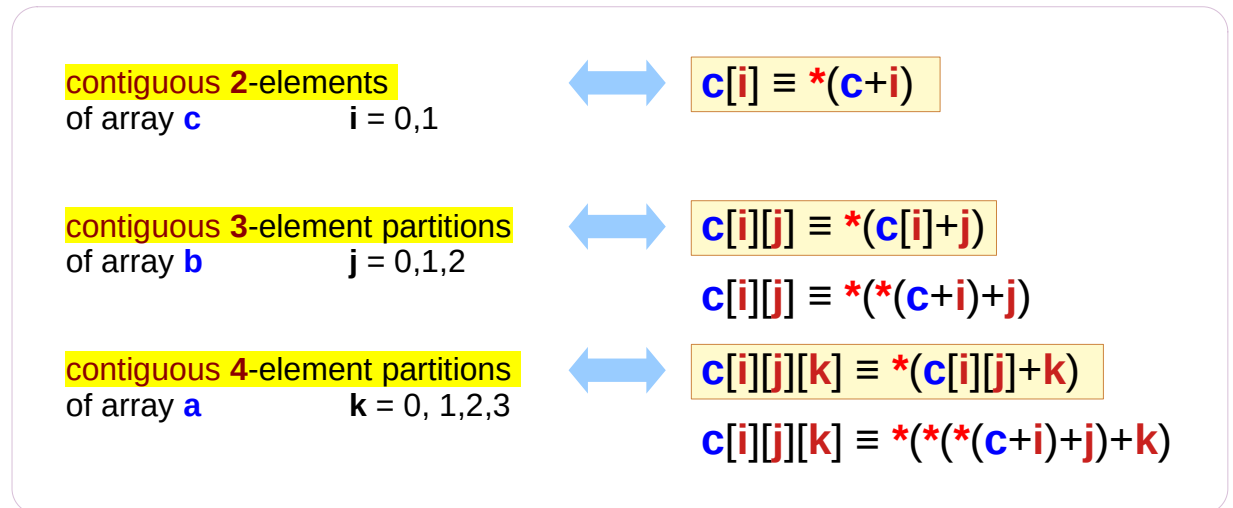 contiguous 2-elements
c[i] ≡ *(c+i)
of array c i = 0,1
contiguous 3-element partitions
c[i][j] ≡ *(c[i]+j)
of array b j = 0,1,2
c[i][j] ≡ *(*(c+i)+j)
contiguous 4-element partitions
c[i][j][k] ≡ *(c[i][j]+k)
of array a k = 0, 1,2,3
c[i][j][k] ≡ *(*(*(c+i)+j)+k)